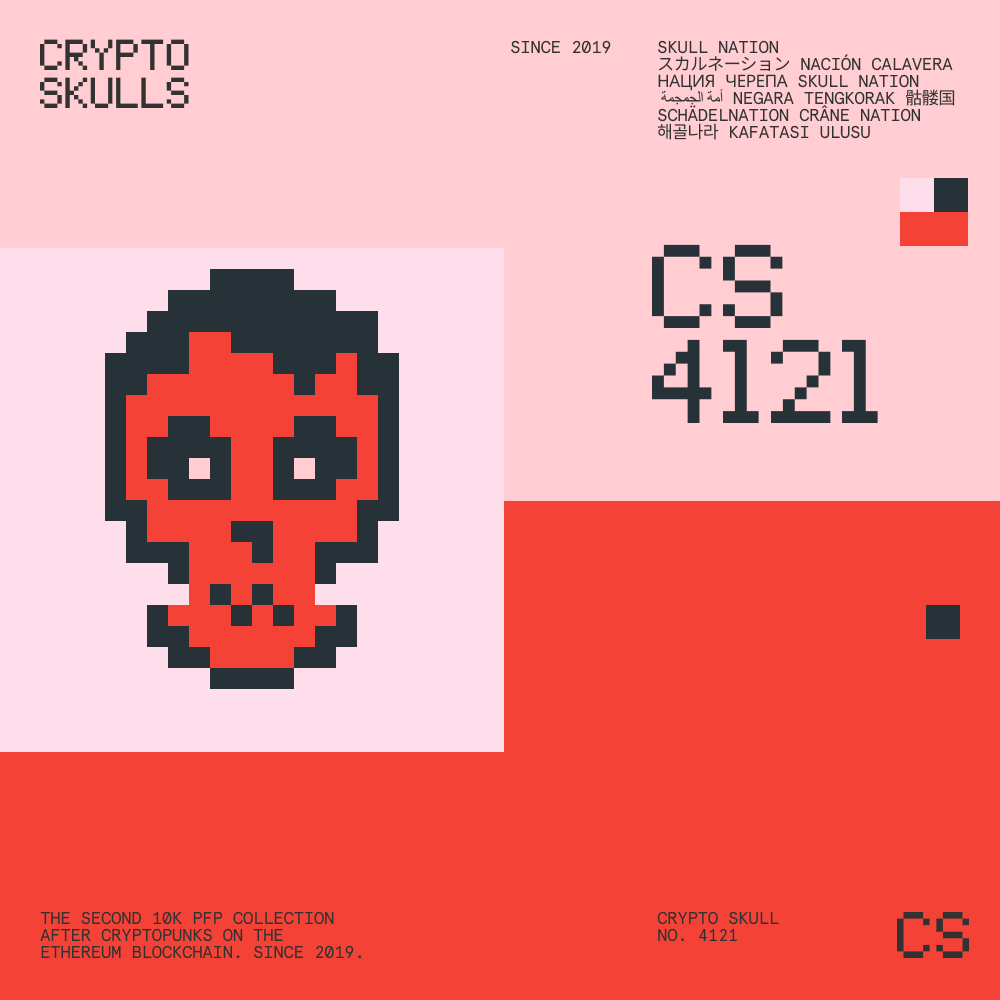 CRYPTO
SKULLS
SINCE 2019
SKULL NATION
スカルネーション NACIÓN CALAVERA
НАЦИЯ ЧЕРЕПА SKULL NATION
أمة الجمجمة NEGARA TENGKORAK 骷髅国
SCHÄDELNATION CRÂNE NATION
해골나라 KAFATASI ULUSU
CS
4121
THE SECOND 10K PFP COLLECTION
AFTER CRYPTOPUNKS ON THE
ETHEREUM BLOCKCHAIN. SINCE 2019.
CRYPTO SKULL
NO. 4121
CS